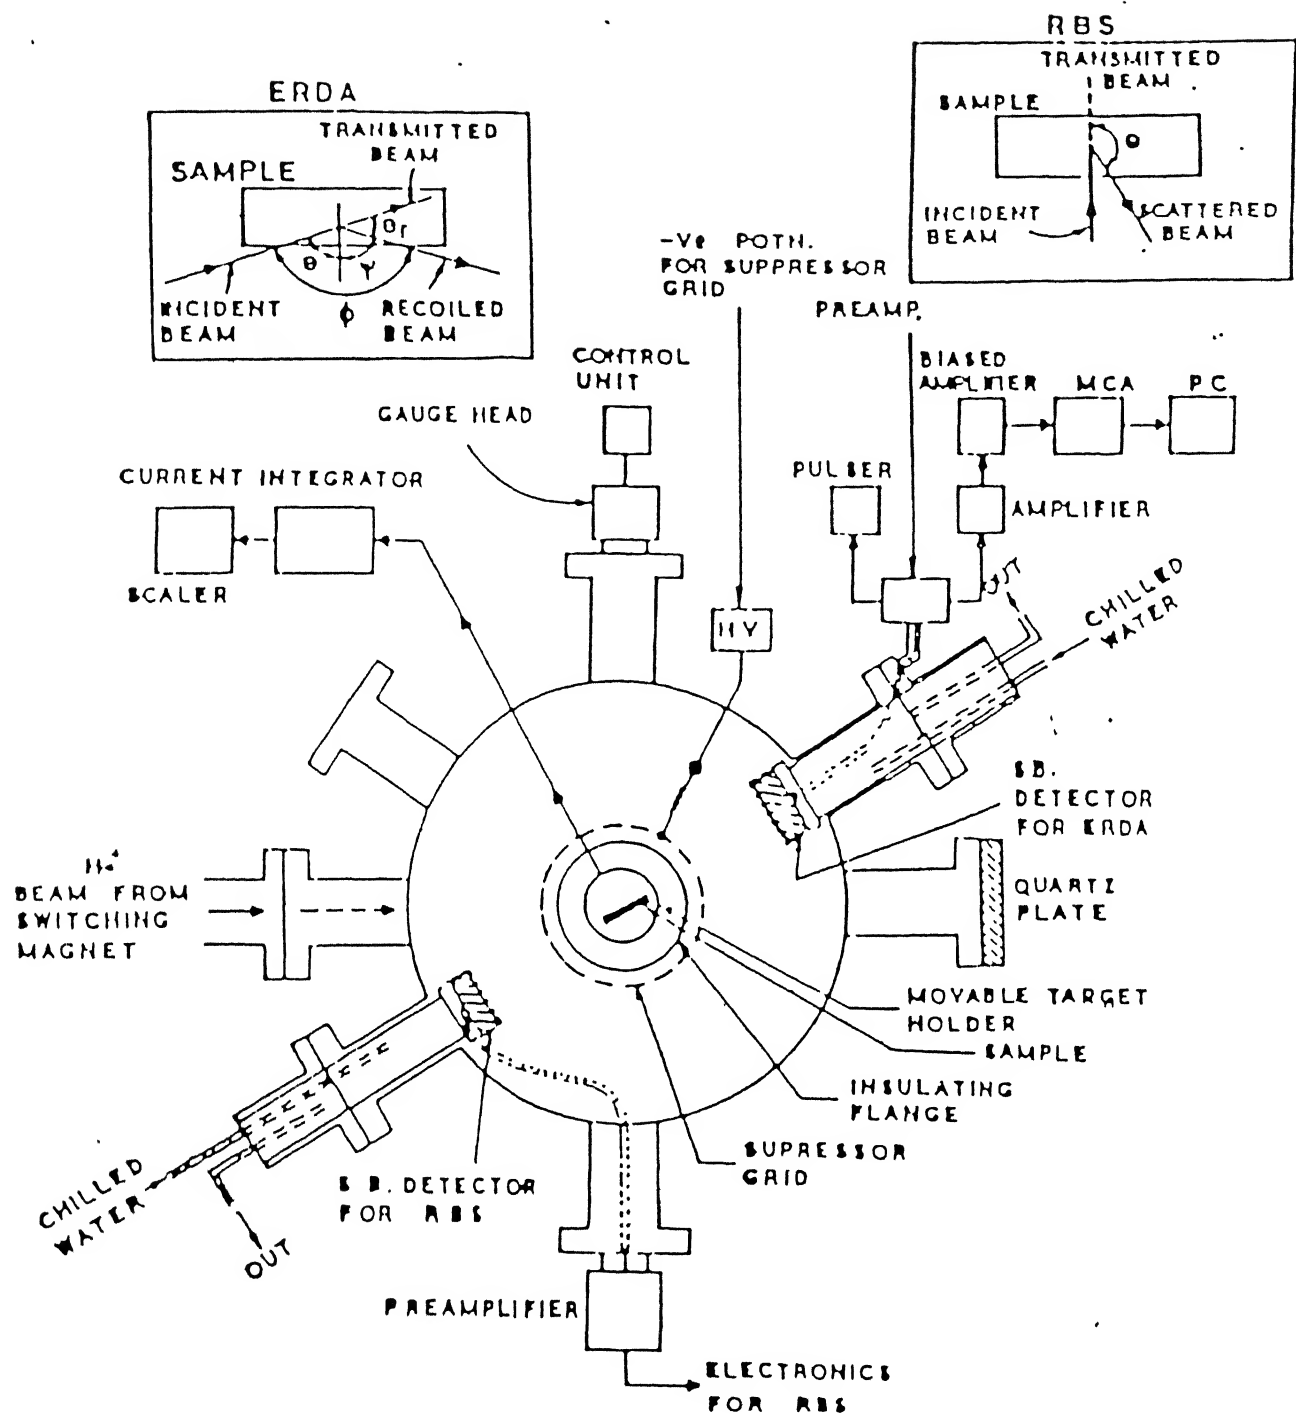 RBS
TRANSMITTED
BEAM
SAMPLE
θ
INCIDENT
BEAM
SCATTERED
BEAM
ERDA
TRANSMITTED
BEAM
SAMPLE
θr
θ
ϕ
INCIDENT
BEAM
RECOILED
BEAM
-Ve POTN.
FOR SUPPRESSOR
GRID
PREAMP.
CONTROL
UNIT
BIASED
AMPLIFIER
MCA
PC
GAUGE HEAD
PULSER
CURRENT INTEGRATOR
AMPLIFIER
SCALER
HV
OUT
CHILLED
WATER
S.B.
DETECTOR
FOR ERDA
BEAM FROM
SWITCHING
MAGNET
QUARTZ
PLATE
MOVABLE TARGET
HOLDER
SAMPLE
INSULATING
FLANGE
SUPRESSOR
GRID
S B. DETECTOR
FOR RBS
CHILLED
WATER
OUT
PREAMPLIFIER
ELECTRONICS
FOR RBS